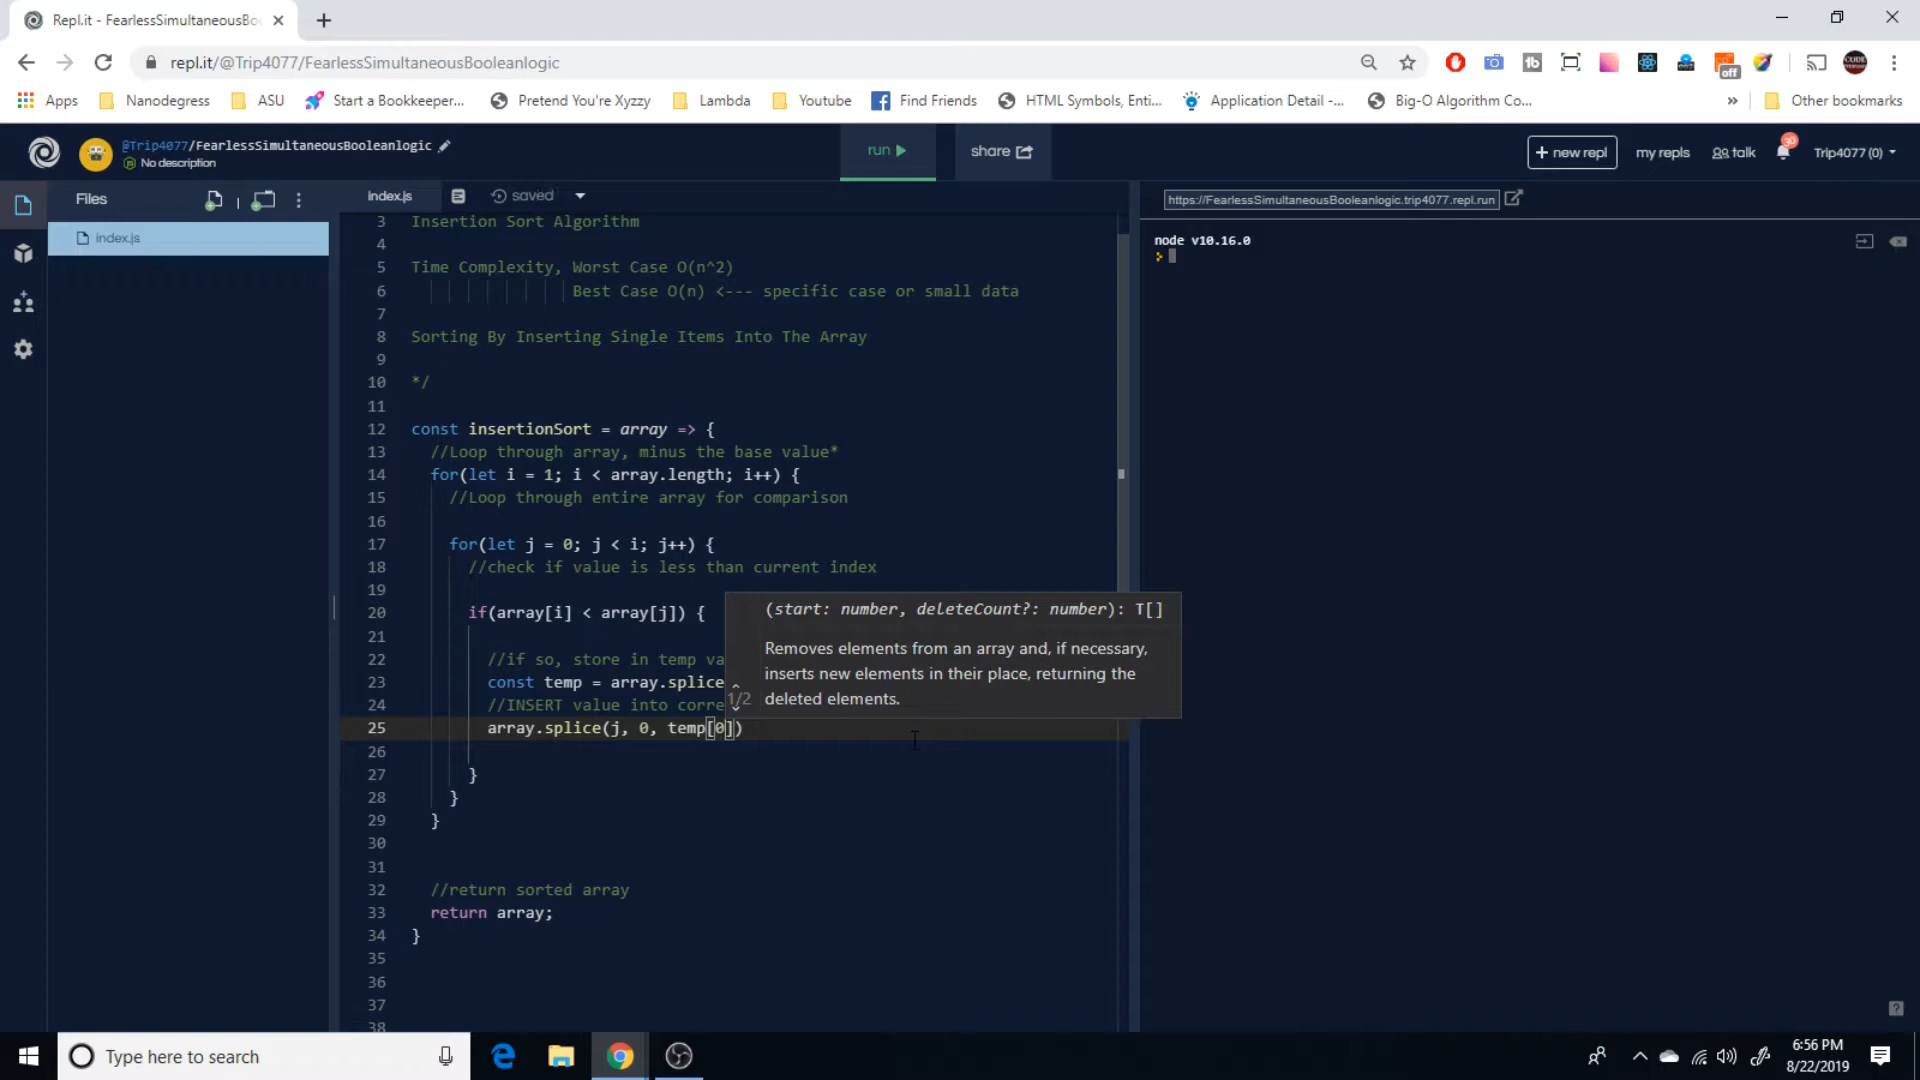 Repl.it - FearlessSimultaneousBo
repl.it/@Trip4077/FearlessSimultaneousBooleanlogic
off
Apps
Nanodegress
ASU
Start a Bookkeeper...
Pretend You're Xyzzy
Lambda
Youtube
Find Friends
HTML Symbols, Enti...
Application Detail -...
Big-O Algorithm Co...
»
Other bookmarks
@Trip4077/FearlessSimultaneousBooleanlogic
No description
run
share
+ new repl
my repls
talk
30
Trip4077 (0)
Files
index.js
index.js
saved
https://FearlessSimultaneousBooleanlogic.trip4077.repl.run
node v10.16.0
3 Insertion Sort Algorithm
4
5 Time Complexity, Worst Case O(n^2)
6 Best Case O(n) <--- specific case or small data
7
8 Sorting By Inserting Single Items Into The Array
9
10 */
11
12 const insertionSort = array => {
13 //Loop through array, minus the base value*
14 for(let i = 1; i < array.length; i++) {
15 //Loop through entire array for comparison
16
17 for(let j = 0; j < i; j++) {
18 //check if value is less than current index
19
20 if(array[i] < array[j]) {
21
22 //if so, store in temp va
23 const temp = array.splice
24 //INSERT value into corre
25 array.splice(j, 0, temp[0])
26
27 }
28 }
29 }
30
31
32 //return sorted array
33 return array;
34 }
35
36
37
38
(start: number, deleteCount?: number): T[]
1/2
Removes elements from an array and, if necessary,
inserts new elements in their place, returning the
deleted elements.
Type here to search
6:56 PM
8/22/2019